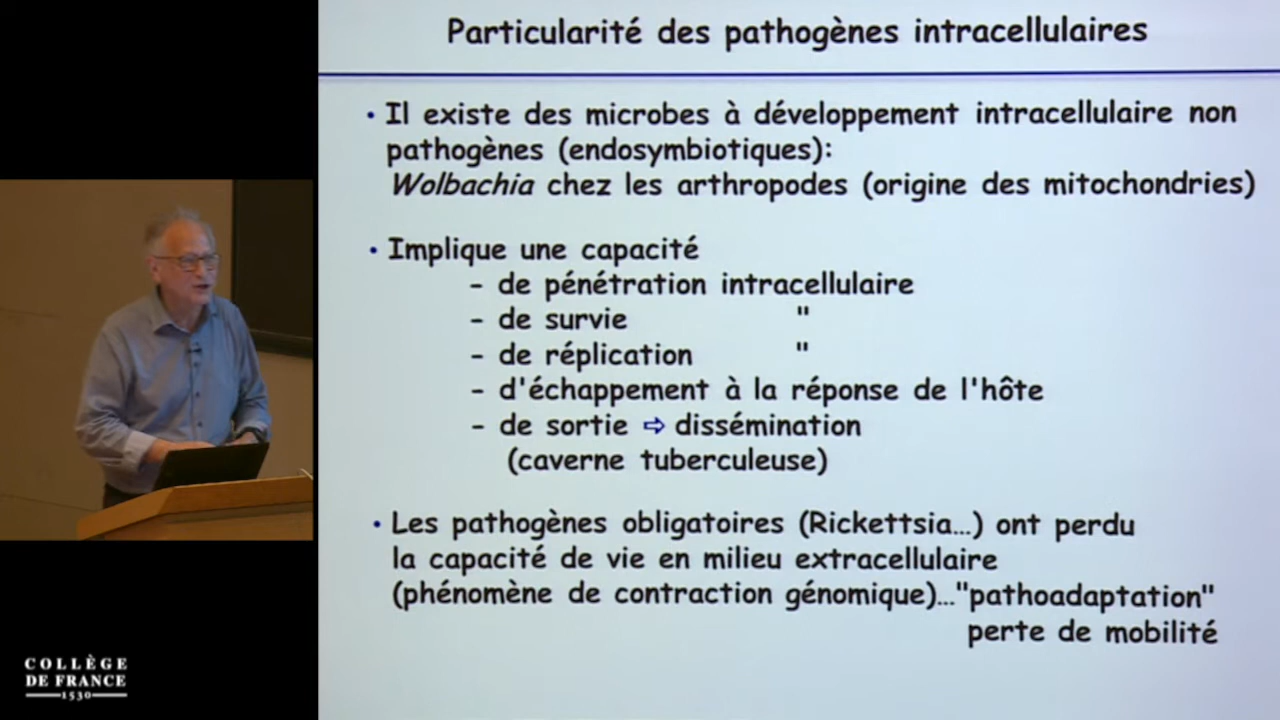 Particularité des pathogènes intracellulaires
• Il existe des microbes à développement intracellulaire non
pathogènes (endosymbiotiques):
Wolbachia chez les arthropodes (origine des mitochondries)
• Implique une capacité
- de pénétration intracellulaire
- de survie "
- de réplication "
- d'échappement à la réponse de l'hôte
- de sortie ⇨ dissémination
(caverne tuberculeuse)
• Les pathogènes obligatoires (Rickettsia…) ont perdu
la capacité de vie en milieu extracellulaire
(phénomène de contraction génomique)…"pathoadaptation"
perte de mobilité
COLLÈGE
DE FRANCE
1530